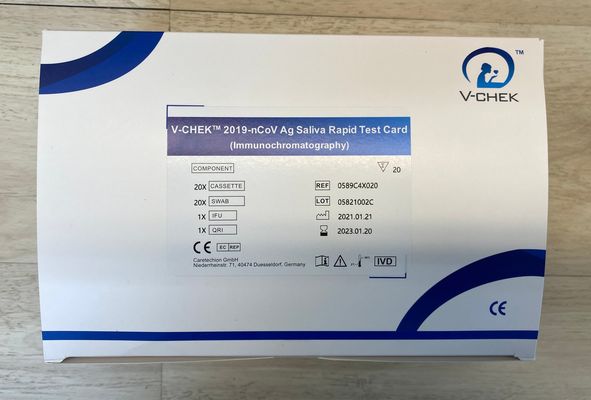 TM
V-CHEK
V-CHEK™ 2019-nCoV Ag Saliva Rapid Test Card
(Immunochromatography)
COMPONENT
20
20X CASSETTE
REF 0589C4X020
20X SWAB
LOT 05821002C
1X IFU
2021.01.21
1X QRI
2023.01.20
CE EC REP
Caretechion GmbH
Niederrheinstr. 71, 40474 Duesseldorf, Germany
IVD
CE